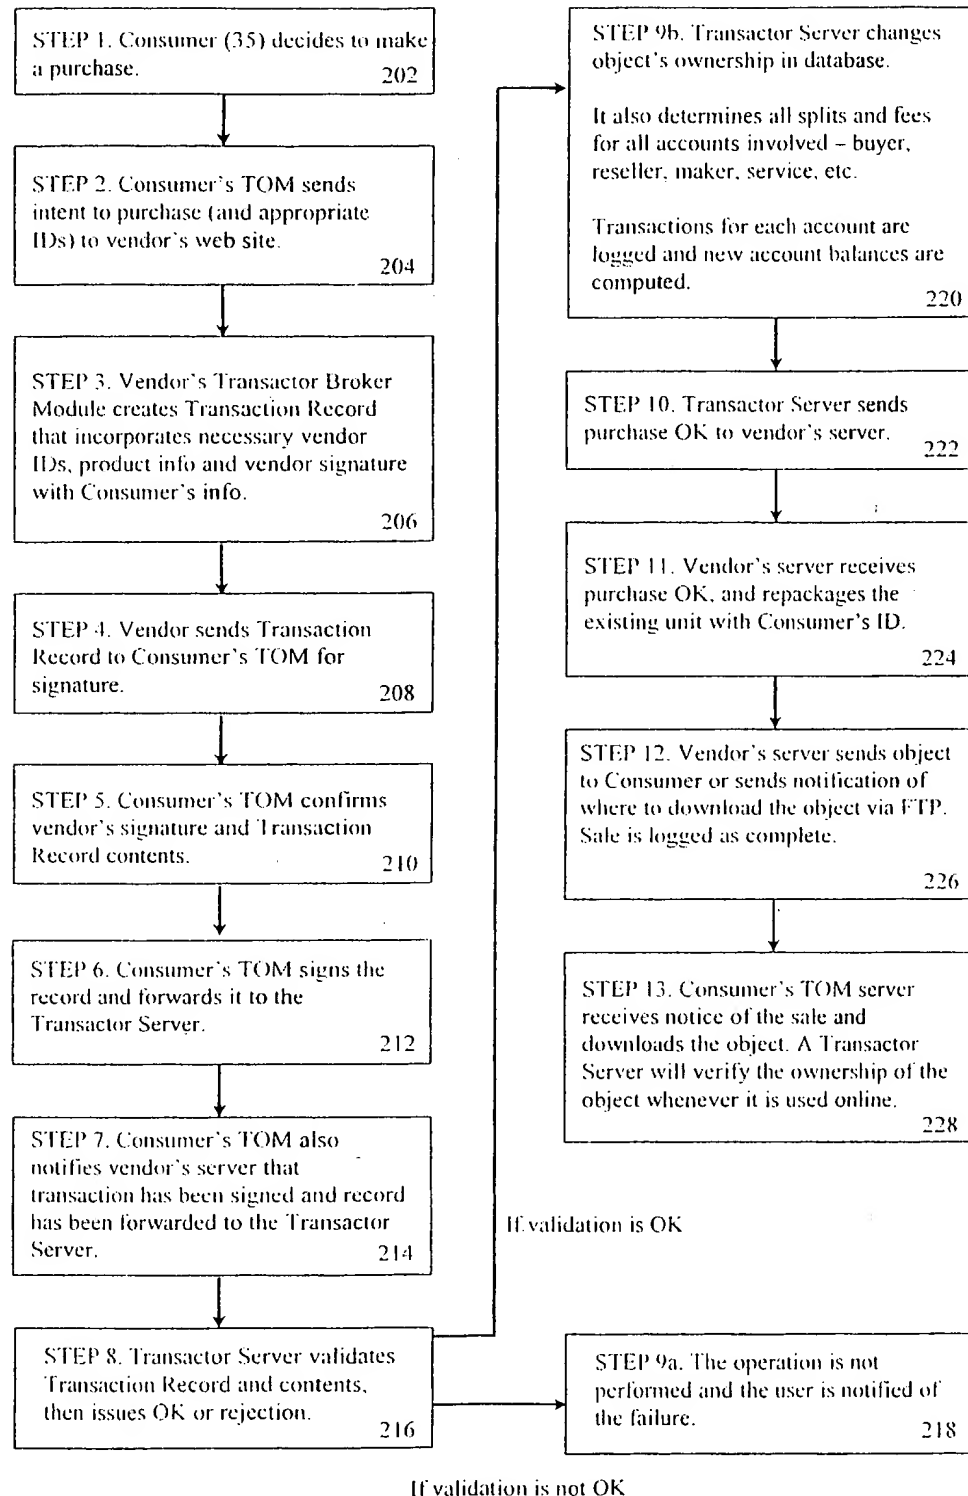 STEP 1. Consumer (35) decides to make
a purchase.
202
STEP 2. Consumer's TOM sends
intent to purchase (and appropriate
IDs) to vendor's web site.
204
STEP 3. Vendor's Transactor Broker
Module creates Transaction Record
that incorporates necessary vendor
IDs, product info and vendor signature
with Consumer's info.
206
STEP 4. Vendor sends Transaction
Record to Consumer's TOM for
signature.
208
STEP 5. Consumer's TOM confirms
vendor's signature and Transaction
Record contents.
210
STEP 6. Consumer's TOM signs the
record and forwards it to the
Transactor Server.
212
STEP 7. Consumer's TOM also
notifies vendor's server that
transaction has been signed and record
has been forwarded to the Transactor
Server.
214
STEP 8. Transactor Server validates
Transaction Record and contents,
then issues OK or rejection.
216
If validation is OK
If validation is not OK
STEP 9a. The operation is not
performed and the user is notified of
the failure.
218
STEP 9b. Transactor Server changes
object's ownership in database.
It also determines all splits and fees
for all accounts involved – buyer,
reseller, maker, service, etc.
Transactions for each account are
logged and new account balances are
computed.
220
STEP 10. Transactor Server sends
purchase OK to vendor's server.
222
STEP 11. Vendor's server receives
purchase OK, and repackages the
existing unit with Consumer's ID.
224
STEP 12. Vendor's server sends object
to Consumer or sends notification of
where to download the object via FTP.
Sale is logged as complete.
226
STEP 13. Consumer's TOM server
receives notice of the sale and
downloads the object. A Transactor
Server will verify the ownership of the
object whenever it is used online.
228